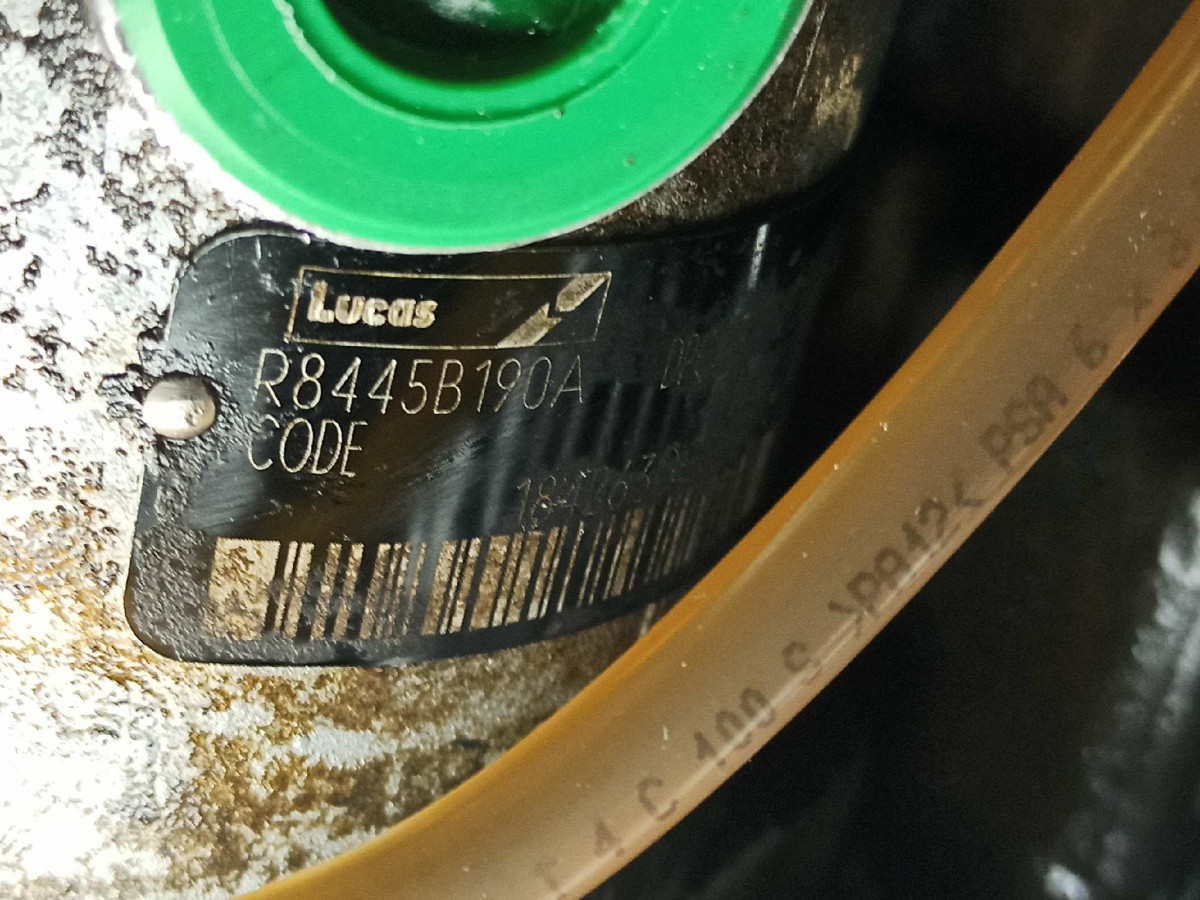 Lucas
R8445B190A
CODE
T 4 C 100 S >PA12< PSA 6 x